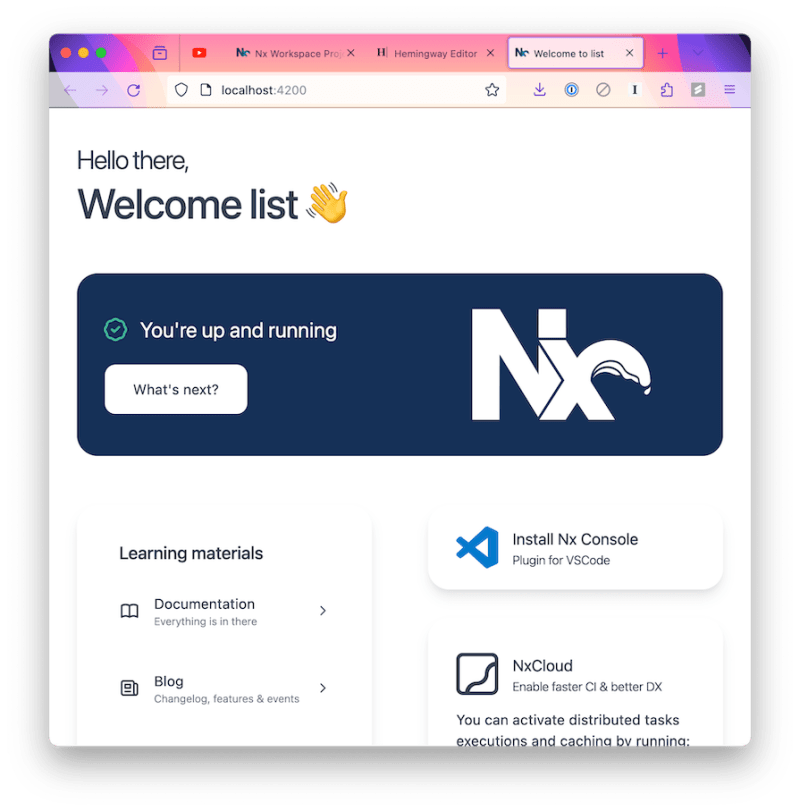 Nx Workspace Proj
Hemingway Editor
Welcome to list
localhost:4200
Hello there,
Welcome list 👋
You're up and running
What's next?
Nx
Learning materials
Documentation
Everything is in there
Blog
Changelog, features & events
Install Nx Console
Plugin for VSCode
NxCloud
Enable faster CI & better DX
You can activate distributed tasks
executions and caching by running: